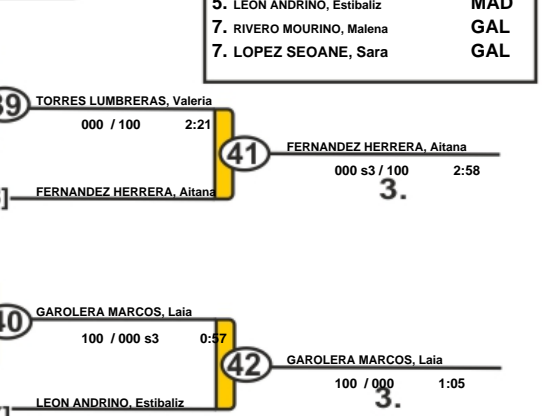 5. LEON ANDRINO, Estibaliz MAD
7. RIVERO MOURINO, Malena GAL
7. LOPEZ SEOANE, Sara GAL
39 TORRES LUMBRERAS, Valeria
000 / 100 2:21
41 FERNANDEZ HERRERA, Aitana
000 s3 / 100 2:58
3.
FERNANDEZ HERRERA, Aitana
40 GAROLERA MARCOS, Laia
100 / 000 s3 0:57
42 GAROLERA MARCOS, Laia
100 / 000 1:05
3.
LEON ANDRINO, Estibaliz